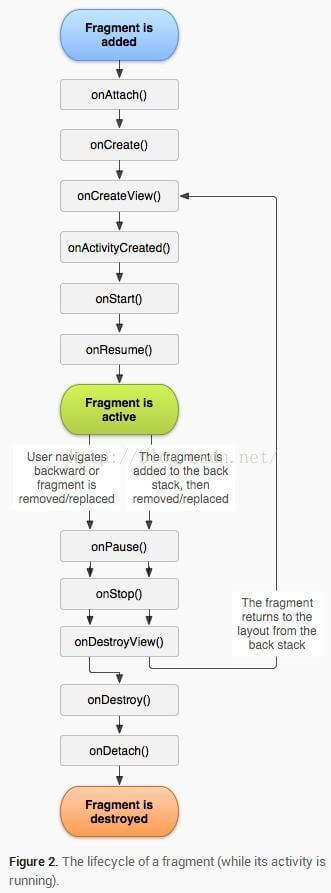 Fragment is
added
onAttach()
onCreate()
onCreateView()
onActivityCreated()
onStart()
onResume()
Fragment is
active
User navigates
backward or
fragment is
removed/replaced
The fragment is
added to the back
stack, then
removed/replaced
onPause()
onStop()
onDestroyView()
The fragment
returns to the
layout from the
back stack
onDestroy()
onDetach()
Fragment is
destroyed
Figure 2. The lifecycle of a fragment (while its activity is
running).